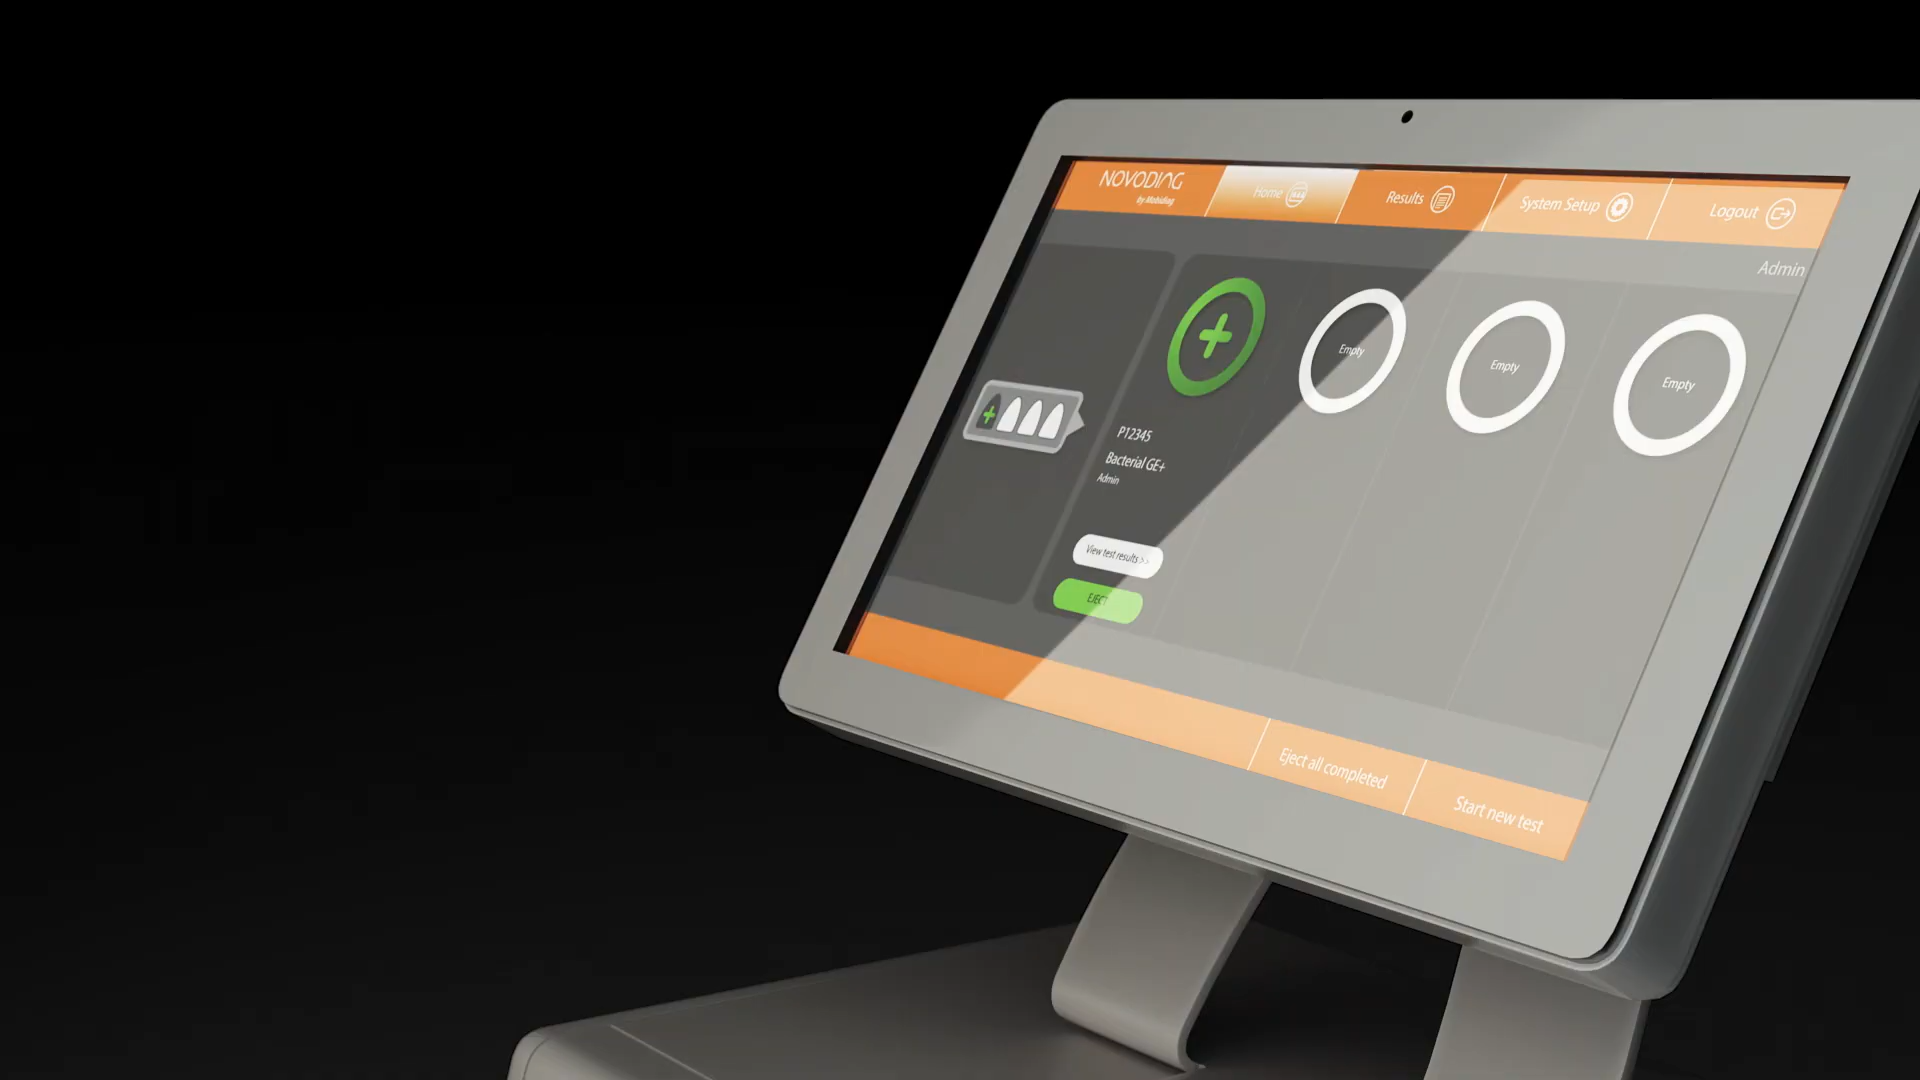 NOVODIAG
by Mobidiag
Home
Results
System Setup
Logout
Admin
Empty
Empty
Empty
P12345
Bacterial GE+
Admin
View test results >>
EJECT
Eject all completed
Start new test